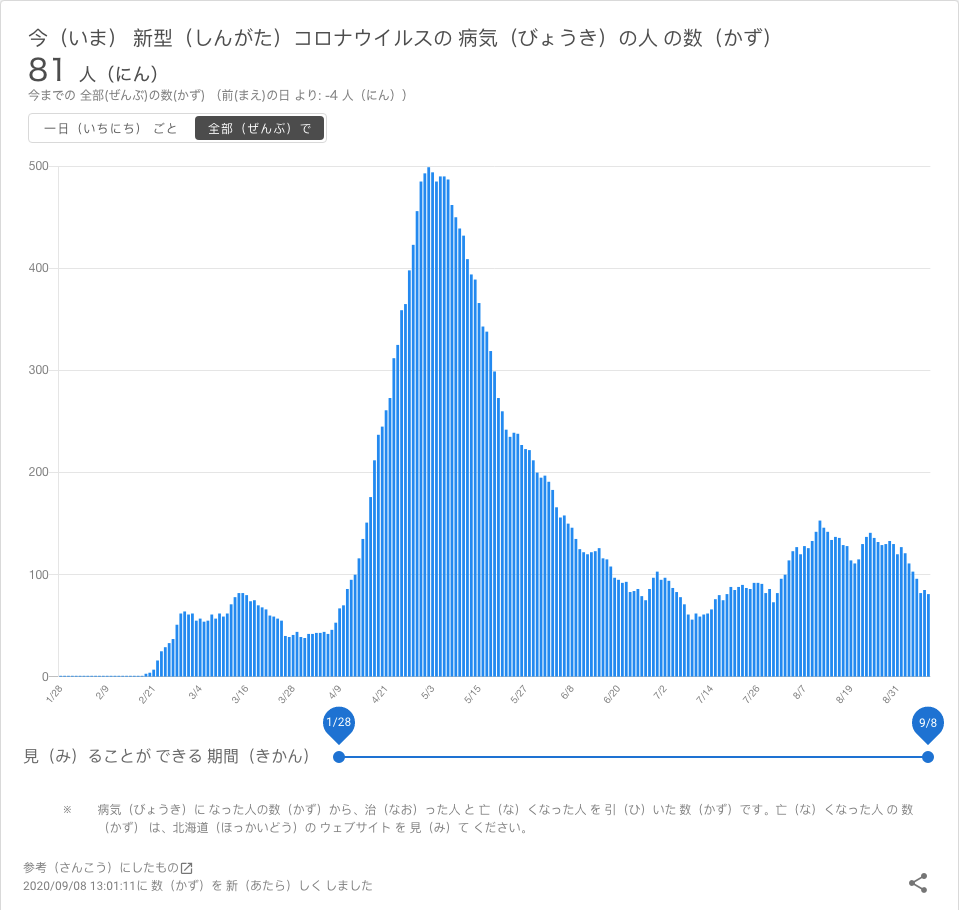 今（いま） 新型（しんがた）コロナウイルスの 病気（びょうき）の人 の数（かず）
81 人（にん）
今までの 全部(ぜんぶ)の数(かず) （前(まえ)の日 より: -4 人（にん））
一日（いちにち） ごと 全部（ぜんぶ）で
500
400
300
200
100
0
1/28 2/9 2/21 3/4 3/16 3/28 4/9 4/21 5/3 5/15 5/27 6/8 6/20 7/2 7/14 7/26 8/7 8/19 8/31
1/28 9/8
見（み）ることが できる 期間（きかん）
※ 病気（びょうき）に なった人の数（かず）から、治（なお）った人 と 亡（な）くなった人 を 引（ひ）いた 数（かず）です。亡（な）くなった人 の 数
（かず） は、北海道（ほっかいどう）の ウェブサイト を 見（み）て ください。
参考（さんこう）にしたもの
2020/09/08 13:01:11に 数（かず）を 新（あたら）しく しました